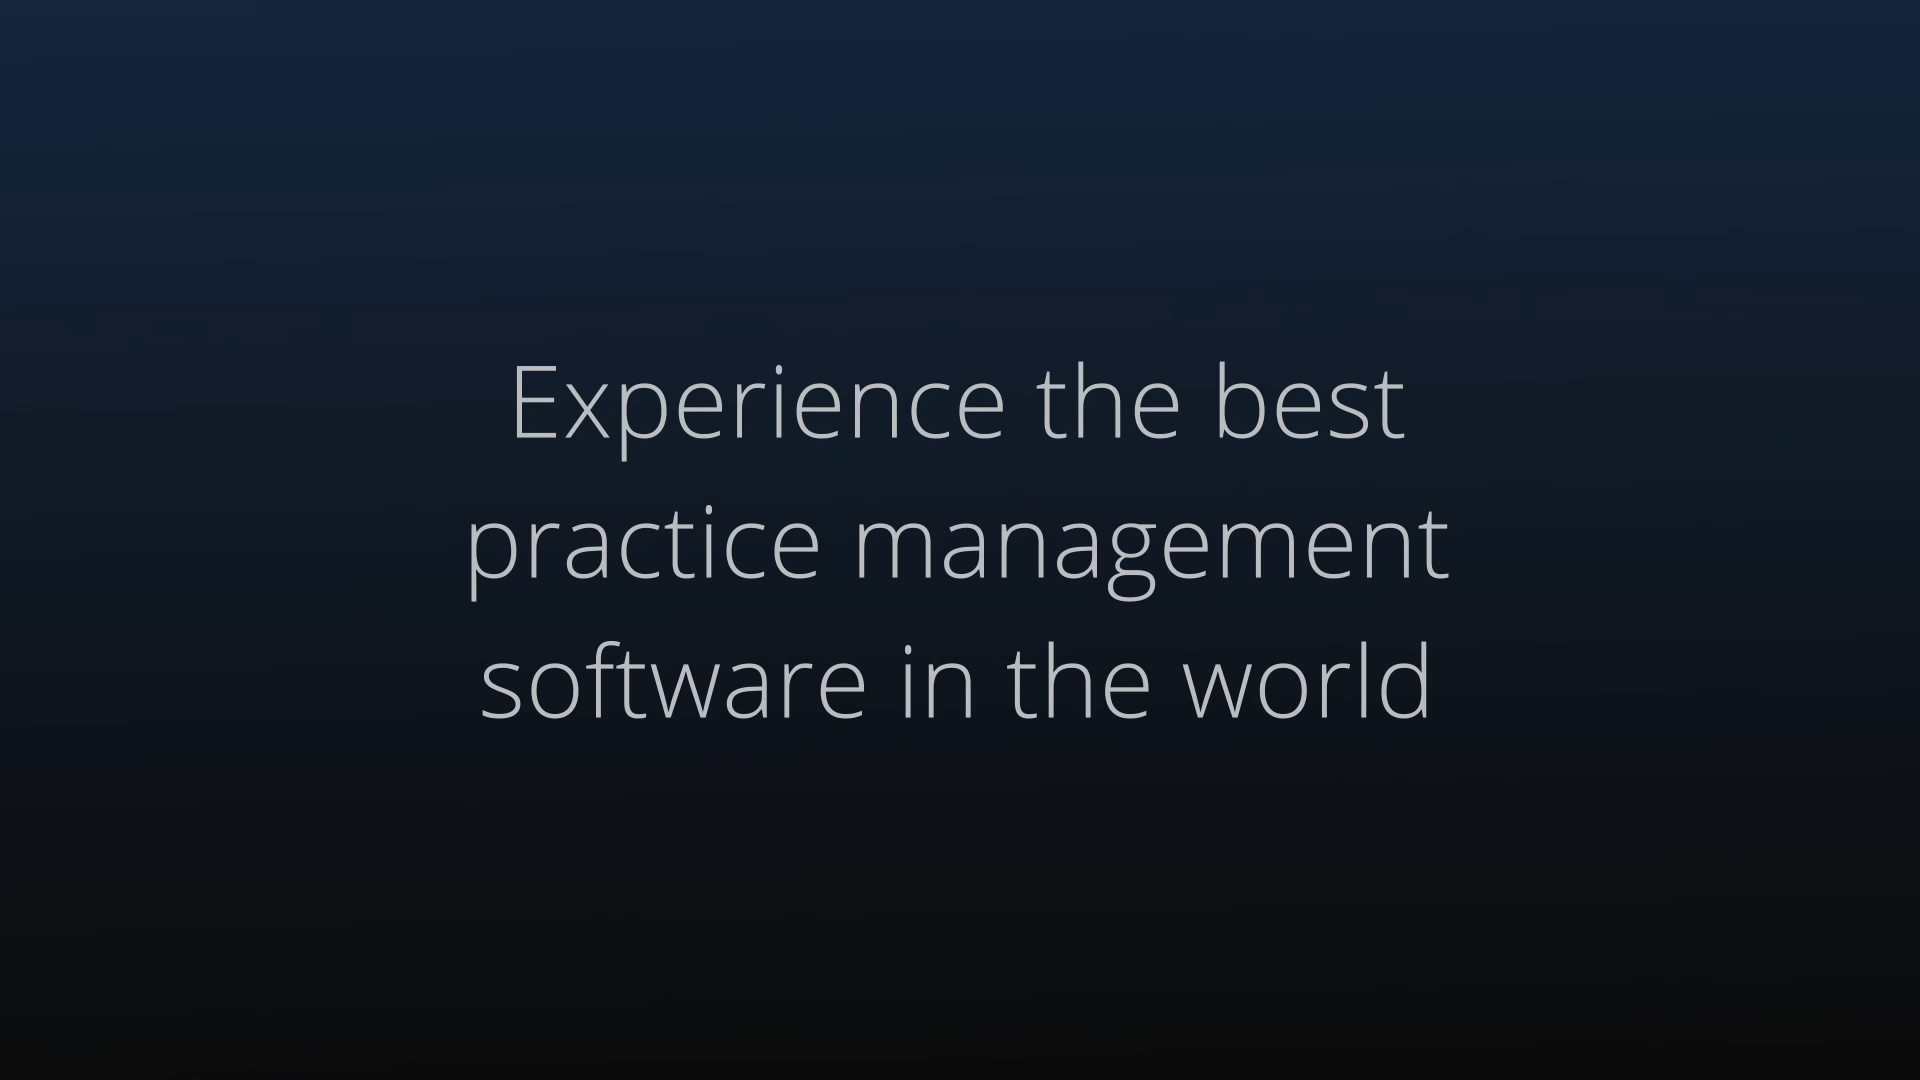 Experience the best
practice management
software in the world